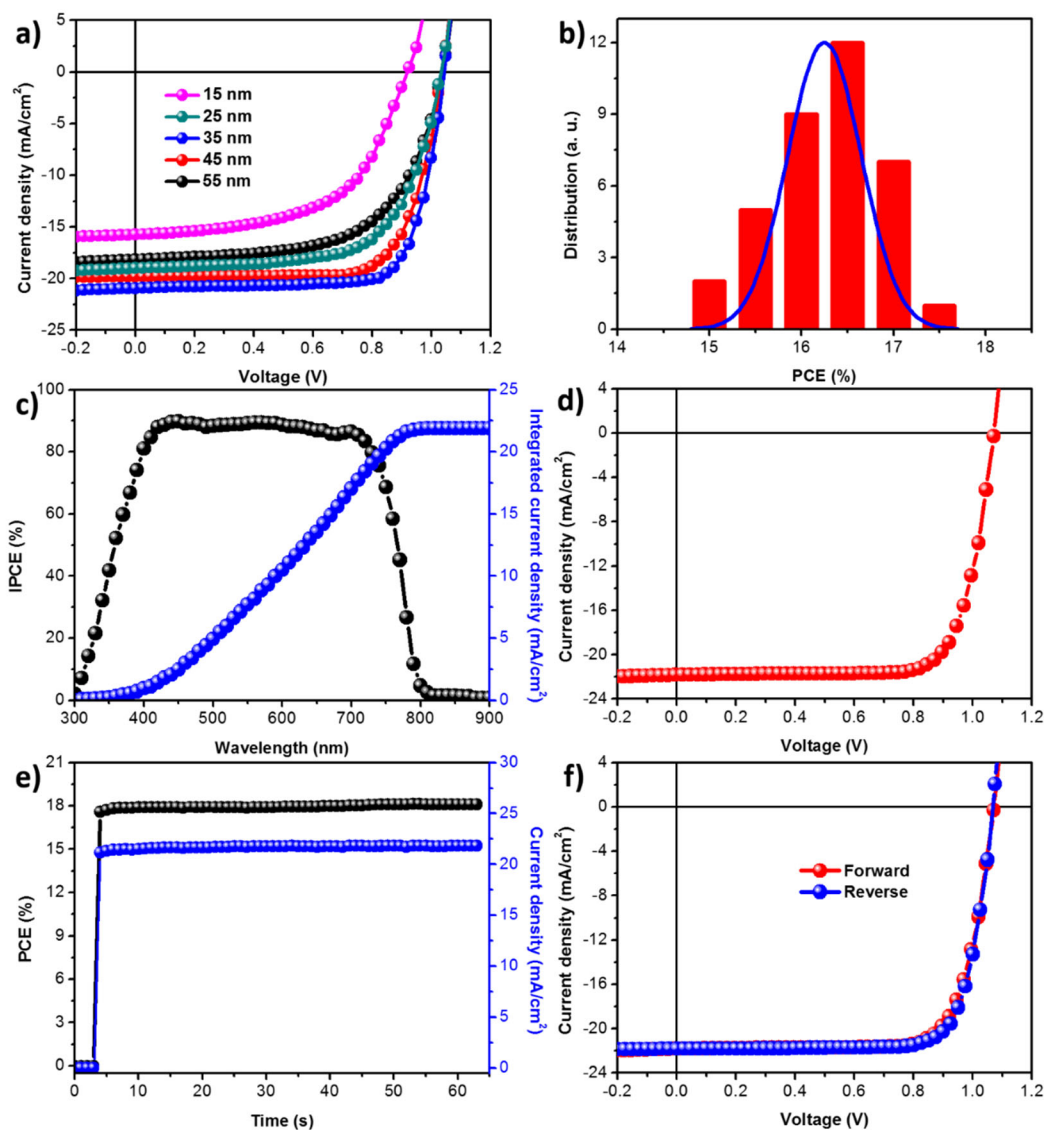 a)
5
0
-5
-10
-15
-20
-25
Current density (mA/cm²)
15 nm
25 nm
35 nm
45 nm
55 nm
-0.2 0.0 0.2 0.4 0.6 0.8 1.0 1.2
Voltage (V)
b)
12
9
6
3
0
Distribution (a. u.)
14 15 16 17 18
PCE (%)
c)
100
80
60
40
20
0
IPCE (%)
25
20
15
10
5
0
Integrated current density (mA/cm²)
300 400 500 600 700 800 900
Wavelength (nm)
d)
4
0
-4
-8
-12
-16
-20
-24
Current density (mA/cm²)
-0.2 0.0 0.2 0.4 0.6 0.8 1.0 1.2
Voltage (V)
e)
21
18
15
12
9
6
3
0
PCE (%)
30
25
20
15
10
5
0
Current density (mA/cm²)
0 10 20 30 40 50 60
Time (s)
f)
4
0
-4
-8
-12
-16
-20
-24
Current density (mA/cm²)
Forward
Reverse
-0.2 0.0 0.2 0.4 0.6 0.8 1.0 1.2
Voltage (V)